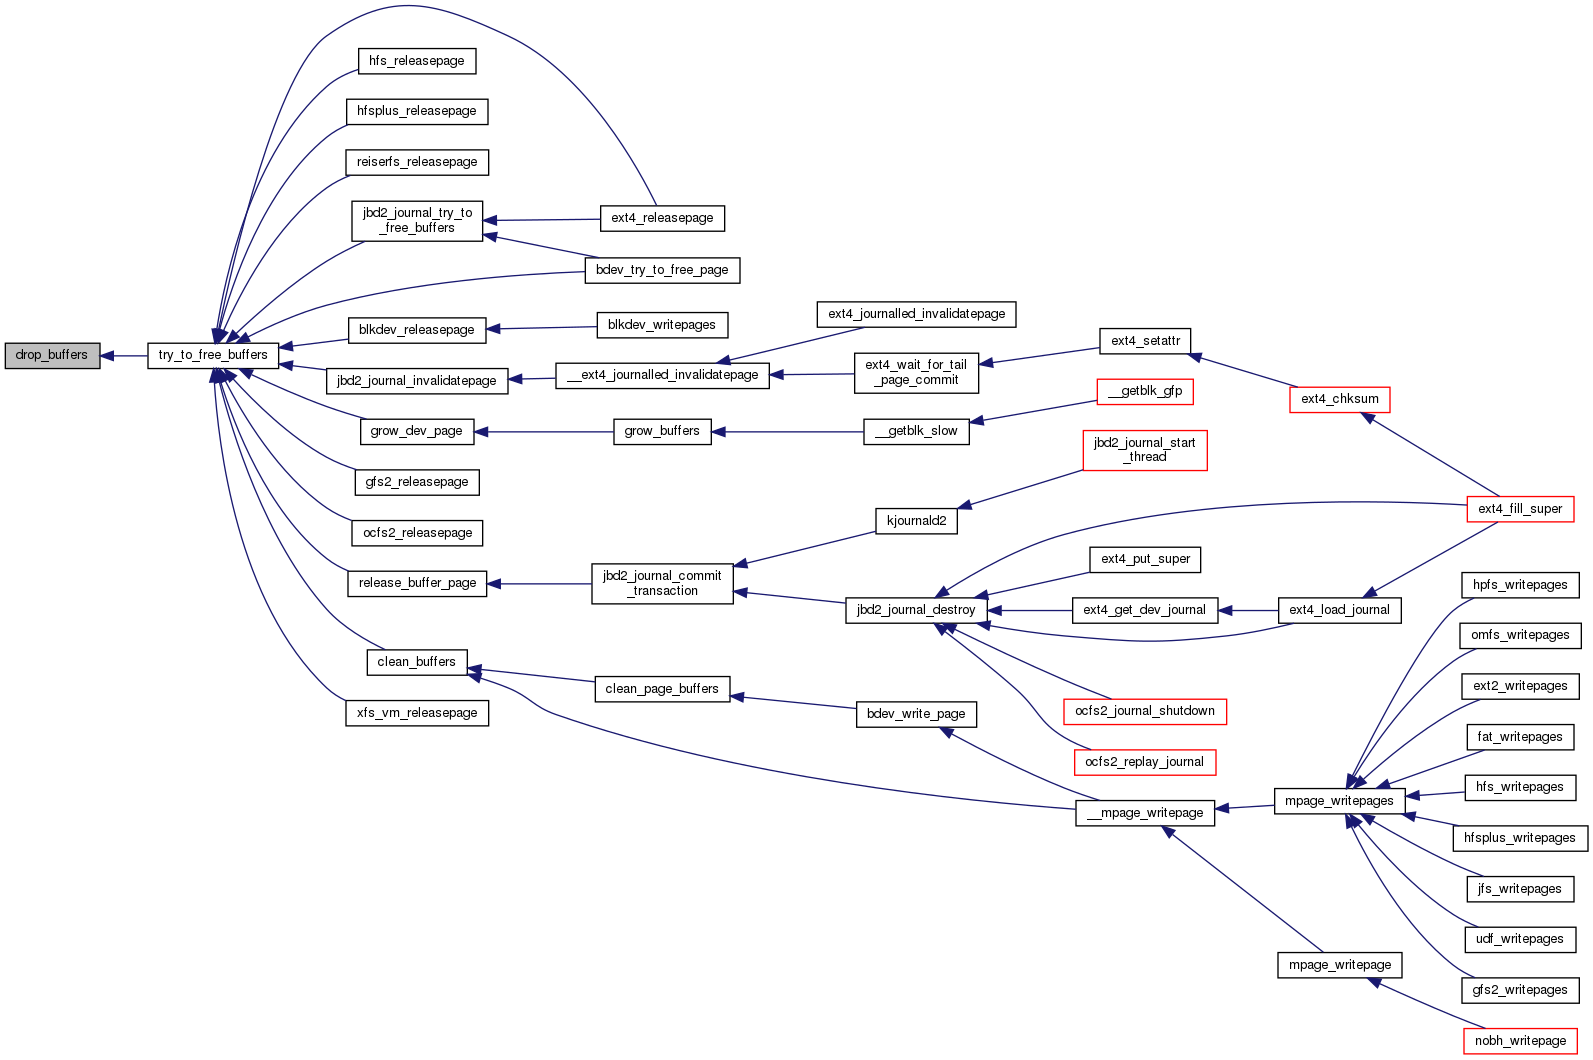 drop_buffers
try_to_free_buffers
hfs_releasepage
hfsplus_releasepage
reiserfs_releasepage
jbd2_journal_try_to
_free_buffers
ext4_releasepage
bdev_try_to_free_page
blkdev_releasepage
blkdev_writepages
jbd2_journal_invalidatepage
__ext4_journalled_invalidatepage
ext4_journalled_invalidatepage
ext4_wait_for_tail
_page_commit
ext4_setattr
ext4_chksum
grow_dev_page
grow_buffers
__getblk_slow
__getblk_gfp
gfs2_releasepage
ocfs2_releasepage
release_buffer_page
jbd2_journal_commit
_transaction
kjournald2
jbd2_journal_start
_thread
jbd2_journal_destroy
ext4_put_super
ext4_get_dev_journal
ext4_load_journal
ext4_fill_super
ocfs2_journal_shutdown
ocfs2_replay_journal
clean_buffers
clean_page_buffers
bdev_write_page
xfs_vm_releasepage
__mpage_writepage
mpage_writepages
hpfs_writepages
omfs_writepages
ext2_writepages
fat_writepages
hfs_writepages
hfsplus_writepages
jfs_writepages
udf_writepages
gfs2_writepages
mpage_writepage
nobh_writepage